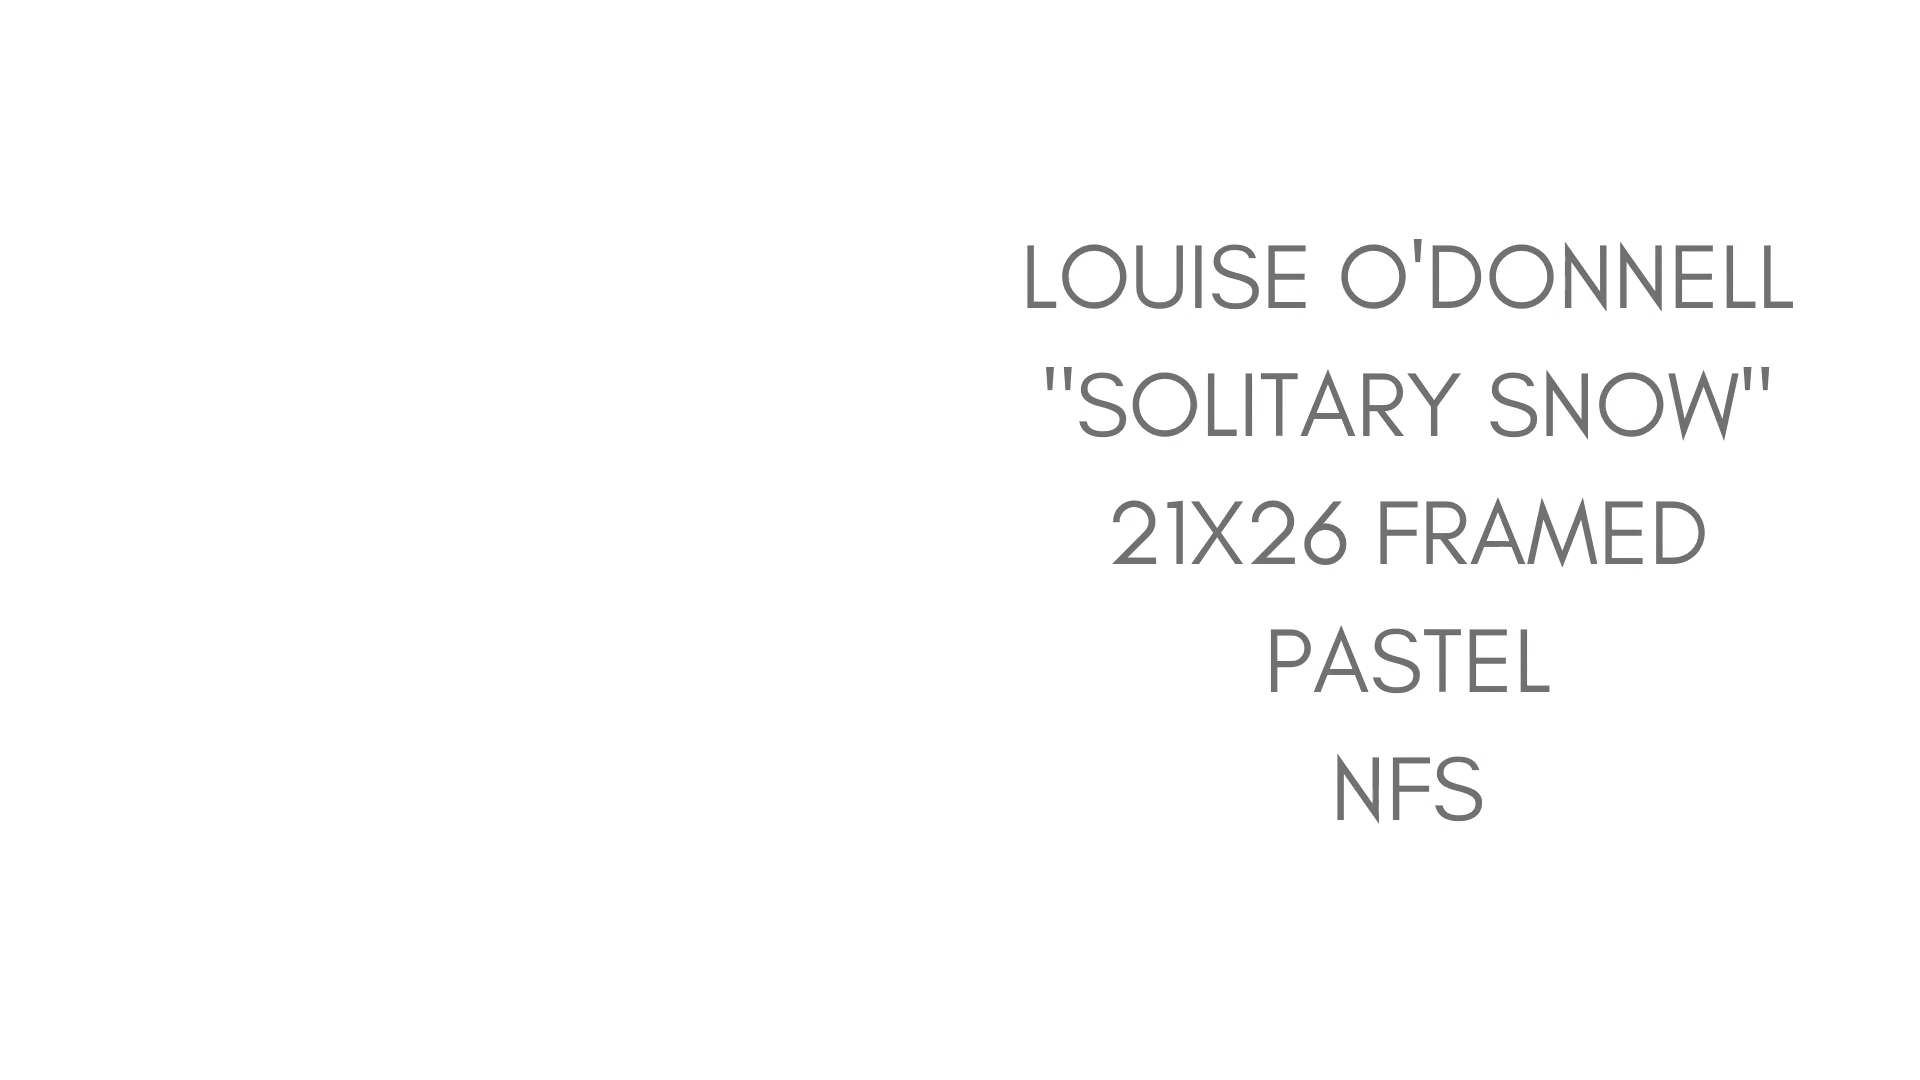 LOUISE O'DONNELL
"SOLITARY SNOW"
21X26 FRAMED
PASTEL
NFS